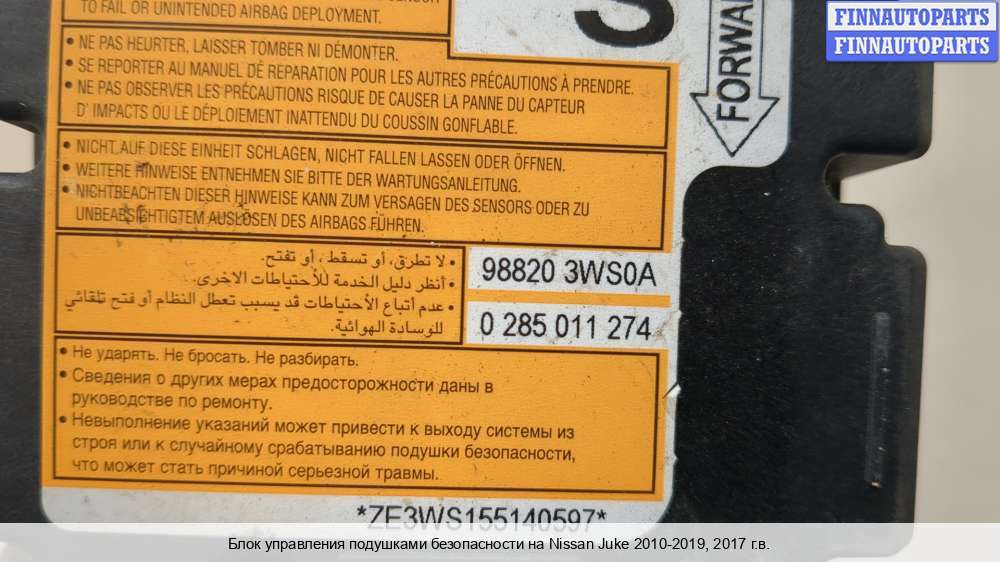 TO FAIL OR UNINTENDED AIRBAG DEPLOYMENT.
• NE PAS HEURTER, LAISSER TOMBER NI DÉMONTER.
• SE REPORTER AU MANUEL DE RÉPARATION POUR LES AUTRES PRÉCAUTIONS À PRENDRE.
• NE PAS OBSERVER LES PRÉCAUTIONS RISQUE DE CAUSER LA PANNE DU CAPTEUR
D' IMPACTS OU LE DÉPLOIEMENT INATTENDU DU COUSSIN GONFLABLE.
FORWARD
FINNAUTOPARTS
FINNAUTOPARTS
• NICHT AUF DIESE EINHEIT SCHLAGEN, NICHT FALLEN LASSEN ODER ÖFFNEN.
• WEITERE HINWEISE ENTNEHMEN SIE BITTE DER WARTUNGSANLEITUNG.
• NICHTBEACHTEN DIESER HINWEISE KANN ZUM VERSAGEN DES SENSORS ODER ZU
UNBEABSICHTIGTEM AUSLÖSEN DES AIRBAGS FÜHREN.
• لا تطرق، أو تسقط ، أو تفتح.
• أنظر دليل الخدمة للأحتياطات الاخرى.
• عدم أتباع الأحتياطات قد يسبب تعطل النظام أو فتح تلقائي
للوسادة الهوائية.
98820 3WS0A
0 285 011 274
• Не ударять. Не бросать. Не разбирать.
• Сведения о других мерах предосторожности даны в
руководстве по ремонту.
• Невыполнение указаний может привести к выходу системы из
строя или к случайному срабатыванию подушки безопасности,
что может стать причиной серьезной травмы.
*ZE3WS155140597*
Блок управления подушками безопасности на Nissan Juke 2010-2019, 2017 г.в.